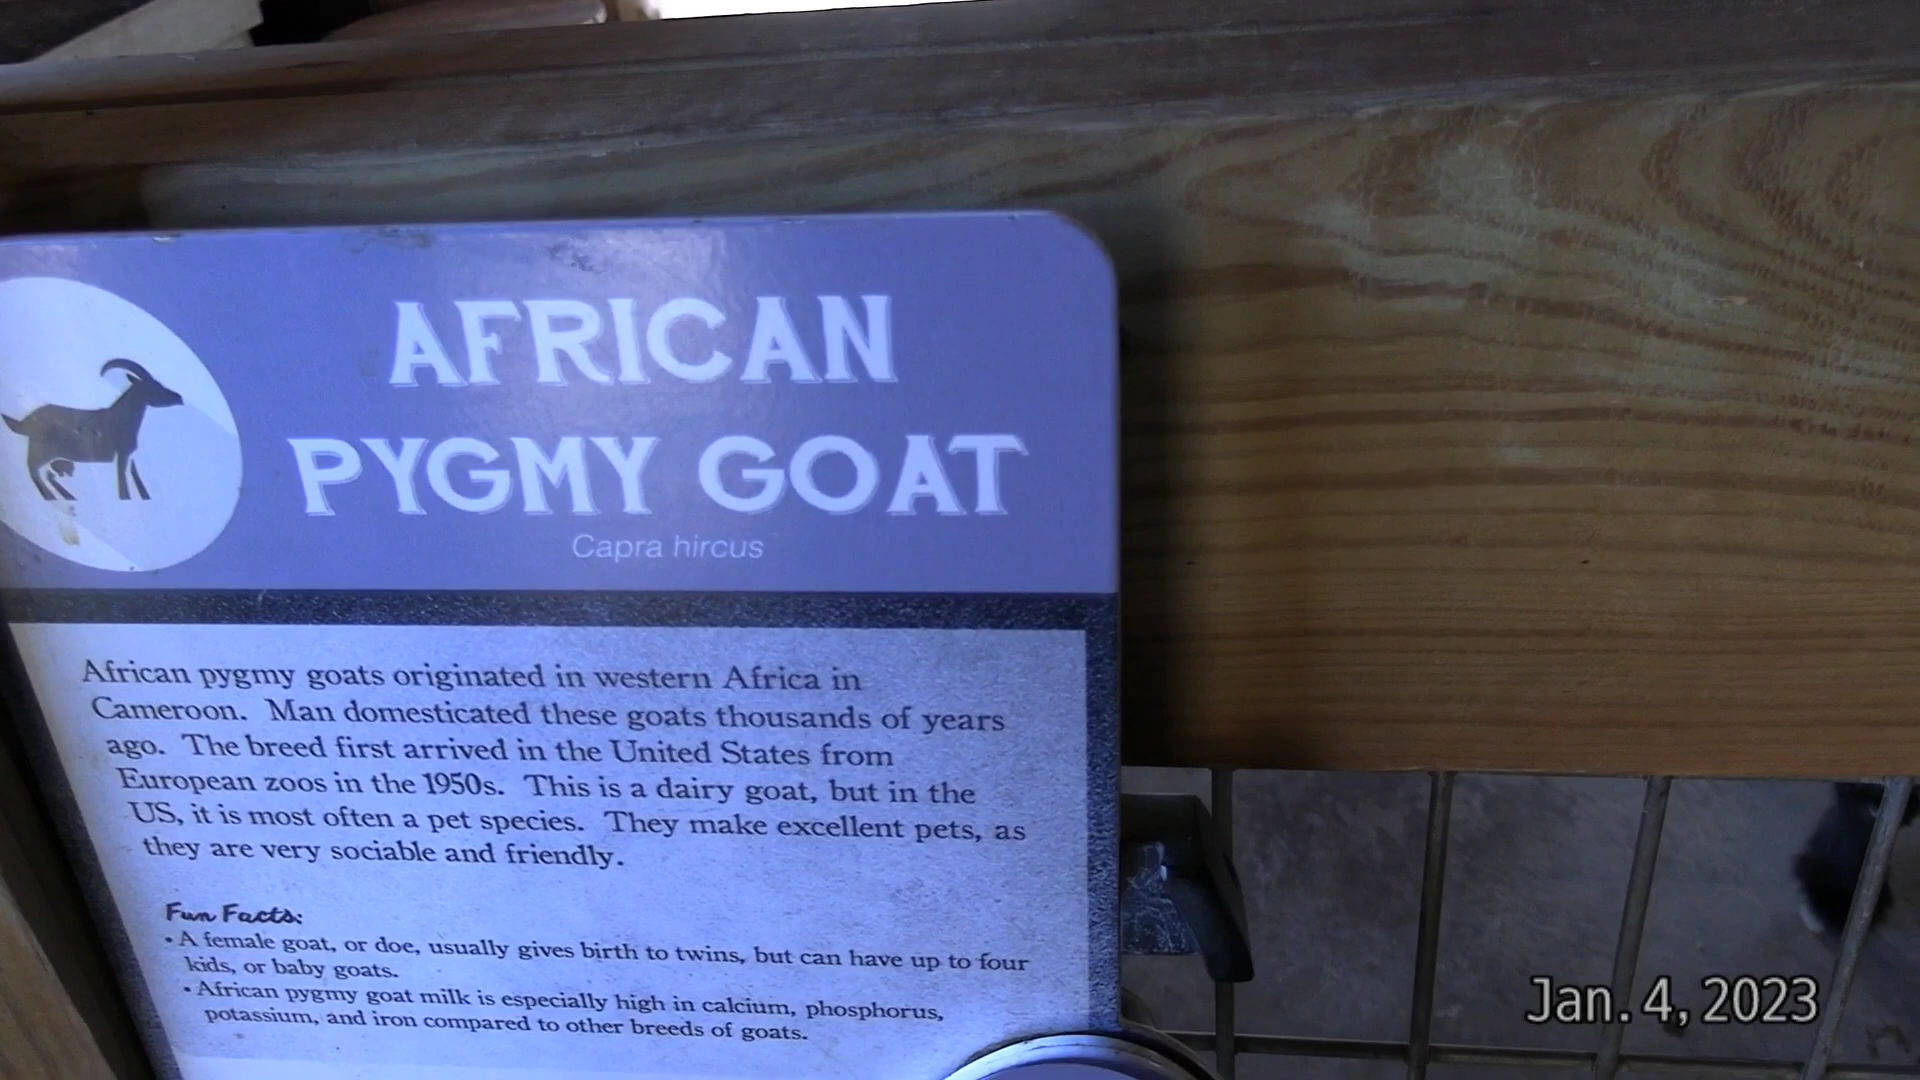 AFRICAN
PYGMY GOAT
Capra hircus
African pygmy goats originated in western Africa in
Cameroon. Man domesticated these goats thousands of years
ago. The breed first arrived in the United States from
European zoos in the 1950s. This is a dairy goat, but in the
US, it is most often a pet species. They make excellent pets, as
they are very sociable and friendly.
Fun Facts:
• A female goat, or doe, usually gives birth to twins, but can have up to four
kids, or baby goats.
• African pygmy goat milk is especially high in calcium, phosphorus,
potassium, and iron compared to other breeds of goats.
Jan. 4, 2023